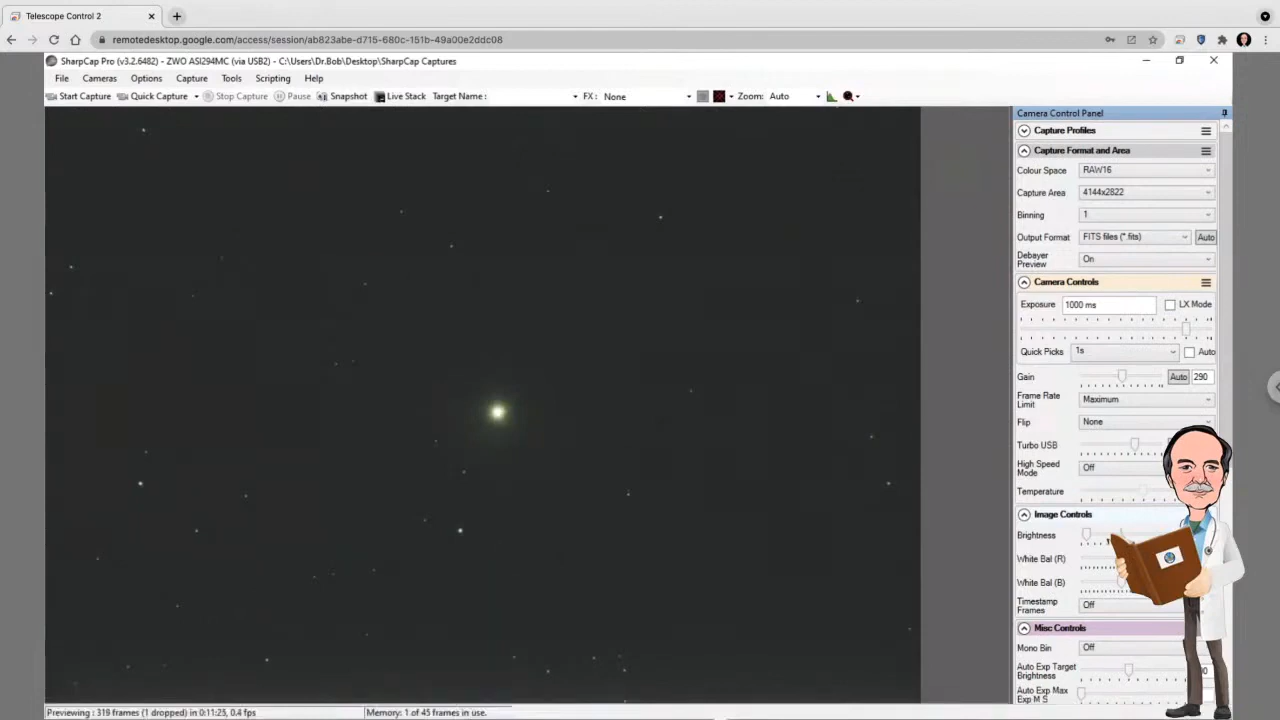 Telescope Control 2
remotedesktop.google.com/access/session/ab823abe-d715-680c-151b-49a00e2ddc08
SharpCap Pro (v3.2.6482) - ZWO ASI294MC (via USB2) - C:\Users\Dr.Bob\Desktop\SharpCap Captures
File Cameras Options Capture Tools Scripting Help
Start Capture Quick Capture Stop Capture Pause Snapshot Live Stack Target Name: FX: None Zoom: Auto
Camera Control Panel
Capture Profiles
Capture Format and Area
Colour Space RAW16
Capture Area 4144x2822
Binning 1
Output Format FITS files (*.fits) Auto
Debayer Preview On
Camera Controls
Exposure 1000 ms LX Mode
Quick Picks 1s Auto
Gain Auto 290
Frame Rate Limit Maximum
Flip None
Turbo USB
High Speed Mode Off
Temperature
Image Controls
Brightness
White Bal (R)
White Bal (B)
Timestamp Frames Off
Misc Controls
Mono Bin Off
Auto Exp Target Brightness
Auto Exp Max Exp M S
Previewing : 319 frames (1 dropped) in 0:11:25, 0.4 fps Memory: 1 of 45 frames in use.